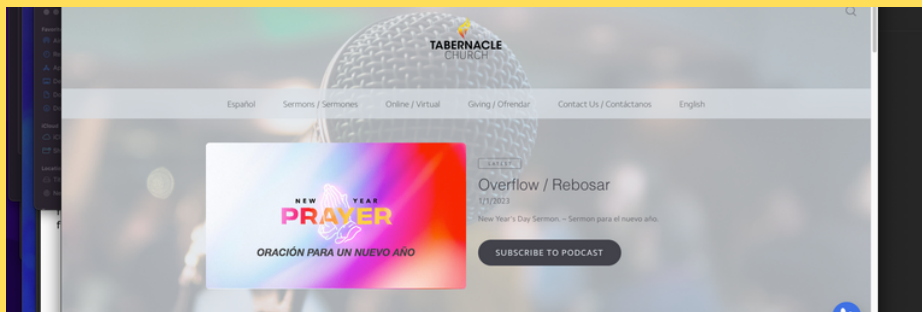 TABERNACLE
CHURCH
Español Sermons / Sermones Online / Virtual Giving / Ofrendar Contact Us / Contáctanos English
LATEST
Overflow / Rebosar
1/1/2023
New Year's Day Sermon. – Sermon para el nuevo año.
SUBSCRIBE TO PODCAST
NEW YEAR
PRAYER
ORACIÓN PARA UN NUEVO AÑO